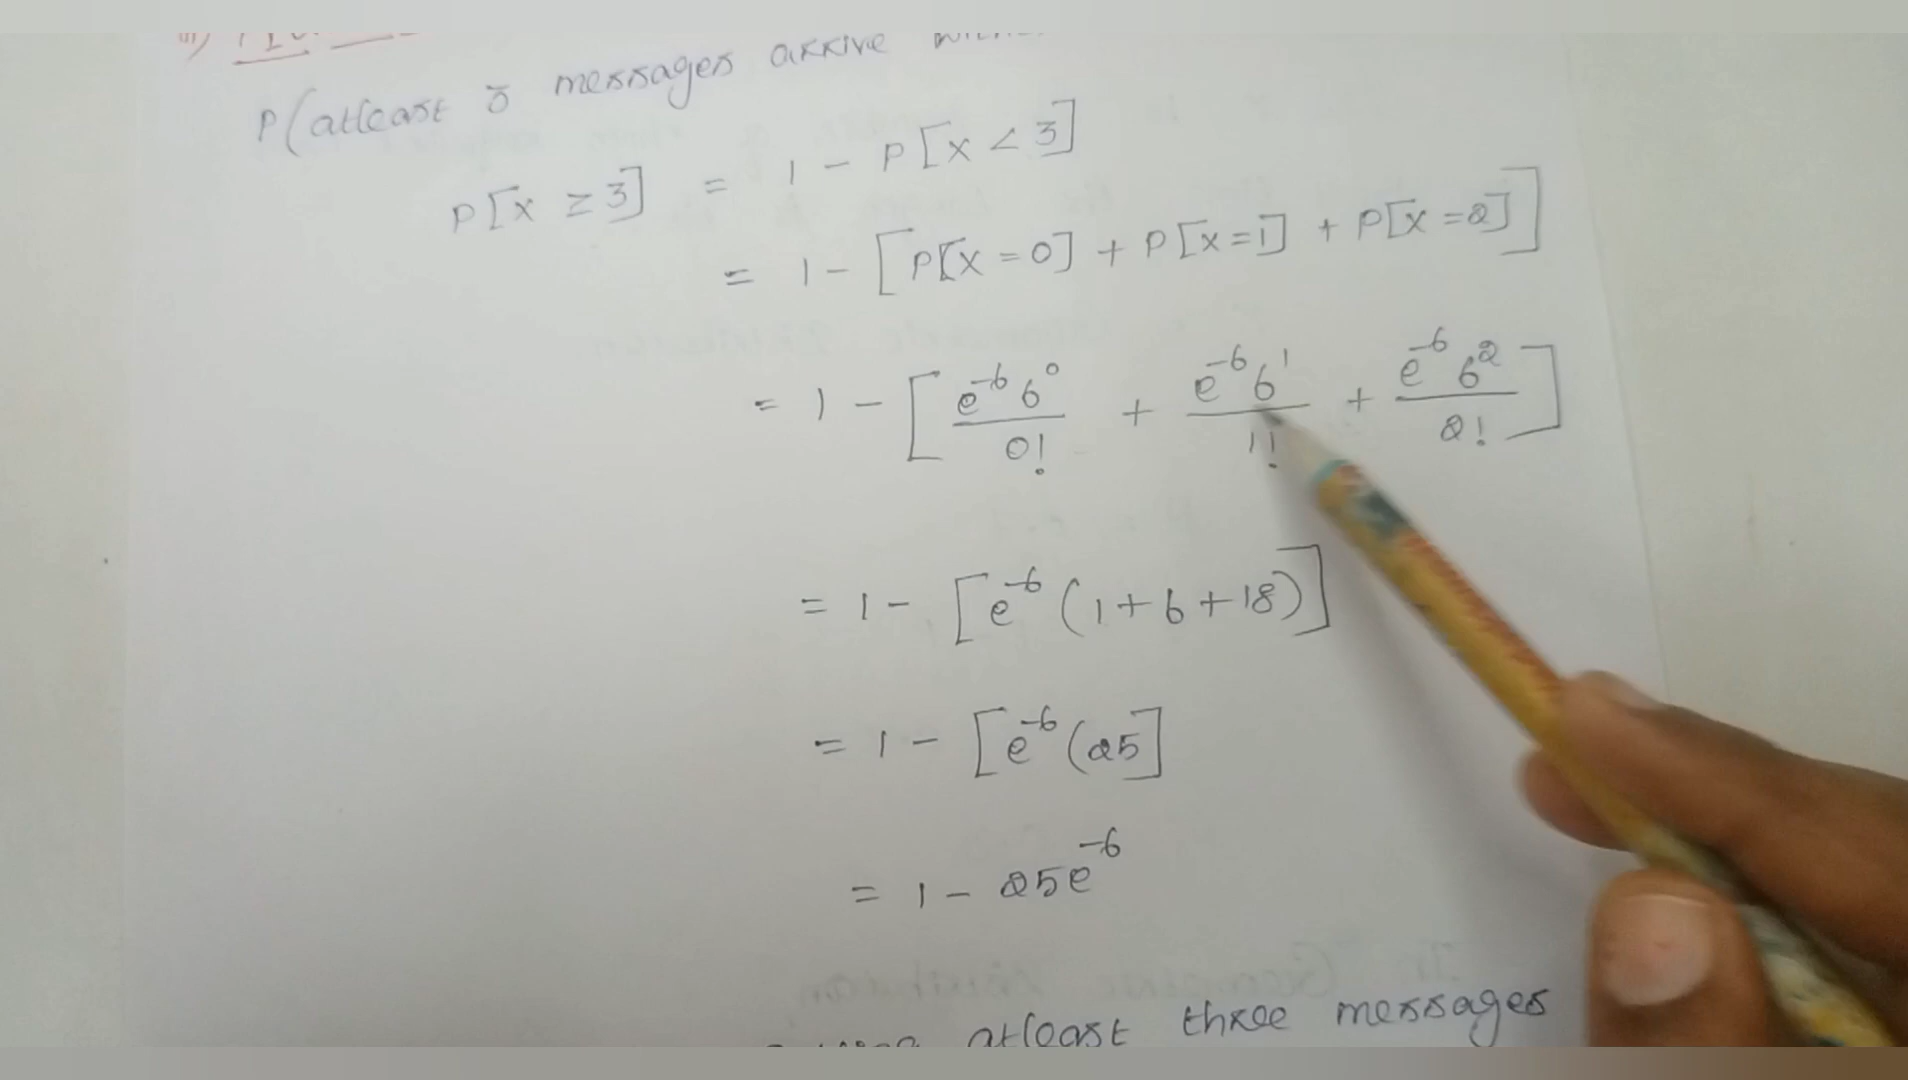 P(atleast 3 messages arrive
P[X ≥ 3] = 1 - P[X < 3]
= 1 - [P[X = 0] + P[X = 1] + P[X = 2]]
= 1 - [e^-6 6^0 / 0! + e^-6 6^1 / 1! + e^-6 6^2 / 2!]
= 1 - [e^-6 (1 + 6 + 18)]
= 1 - [e^-6 (25]
= 1 - 25e^-6
atleast three messages